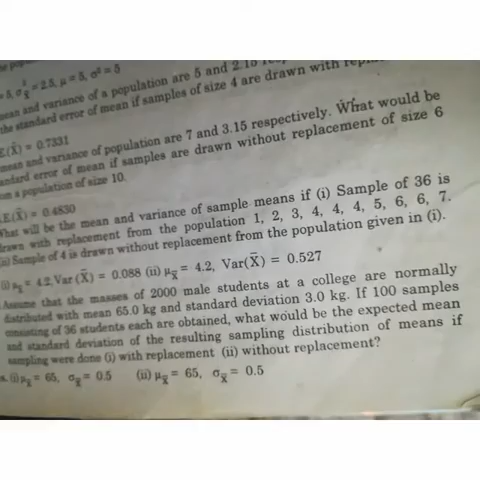 = 5, σ²x̄ = 2.5, μ = 5, σ² = 5
mean and variance of a population are 5 and 2.15
the standard error of mean if samples of size 4 are drawn with
E(X̄) = 0.7331
mean and variance of population are 7 and 3.15 respectively. What would be
error of mean if samples are drawn without replacement of size 6
a population of size 10.
E(X̄) = 0.4830
What will be the mean and variance of sample means if (i) Sample of 36 is
drawn with replacement from the population 1, 2, 3, 4, 4, 4, 5, 6, 6, 7.
(ii) Sample of 4 is drawn without replacement from the population given in (i).
(i) μx̄ = 4.2, Var (X̄) = 0.088 (ii) μx̄ = 4.2, Var(X̄) = 0.527
Assume that the masses of 2000 male students at a college are normally
distributed with mean 65.0 kg and standard deviation 3.0 kg. If 100 samples
consisting of 36 students each are obtained, what would be the expected mean
and standard deviation of the resulting sampling distribution of means if
sampling were done (i) with replacement (ii) without replacement?
(i) μx̄ = 65, σx̄ = 0.5 (ii) μx̄ = 65, σx̄ = 0.5